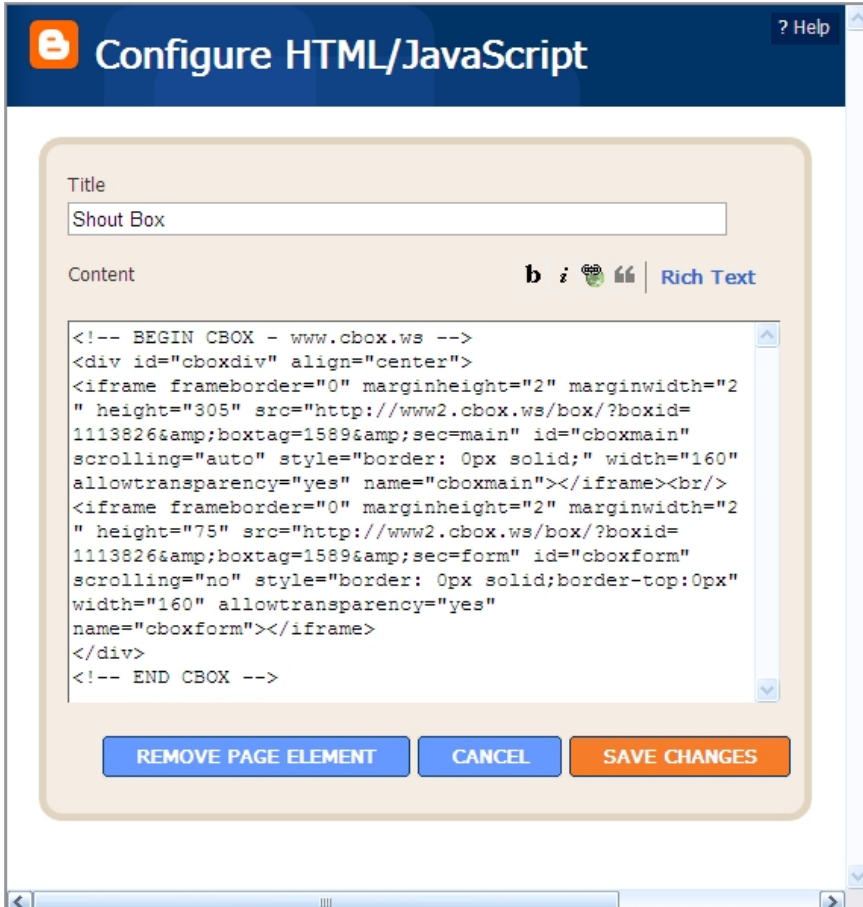 ? Help
Configure HTML/JavaScript
Title
Shout Box
Content
b i Rich Text
<!-- BEGIN CBOX - www.cbox.ws -->
<div id="cboxdiv" align="center">
<iframe frameborder="0" marginheight="2" marginwidth="2
" height="305" src="http://www2.cbox.ws/box/?boxid=
1113826&amp;boxtag=1589&amp;sec=main" id="cboxmain"
scrolling="auto" style="border: 0px solid;" width="160"
allowtransparency="yes" name="cboxmain"></iframe><br/>
<iframe frameborder="0" marginheight="2" marginwidth="2
" height="75" src="http://www2.cbox.ws/box/?boxid=
1113826&amp;boxtag=1589&amp;sec=form" id="cboxform"
scrolling="no" style="border: 0px solid;border-top:0px"
width="160" allowtransparency="yes"
name="cboxform"></iframe>
</div>
<!-- END CBOX -->
REMOVE PAGE ELEMENT CANCEL SAVE CHANGES